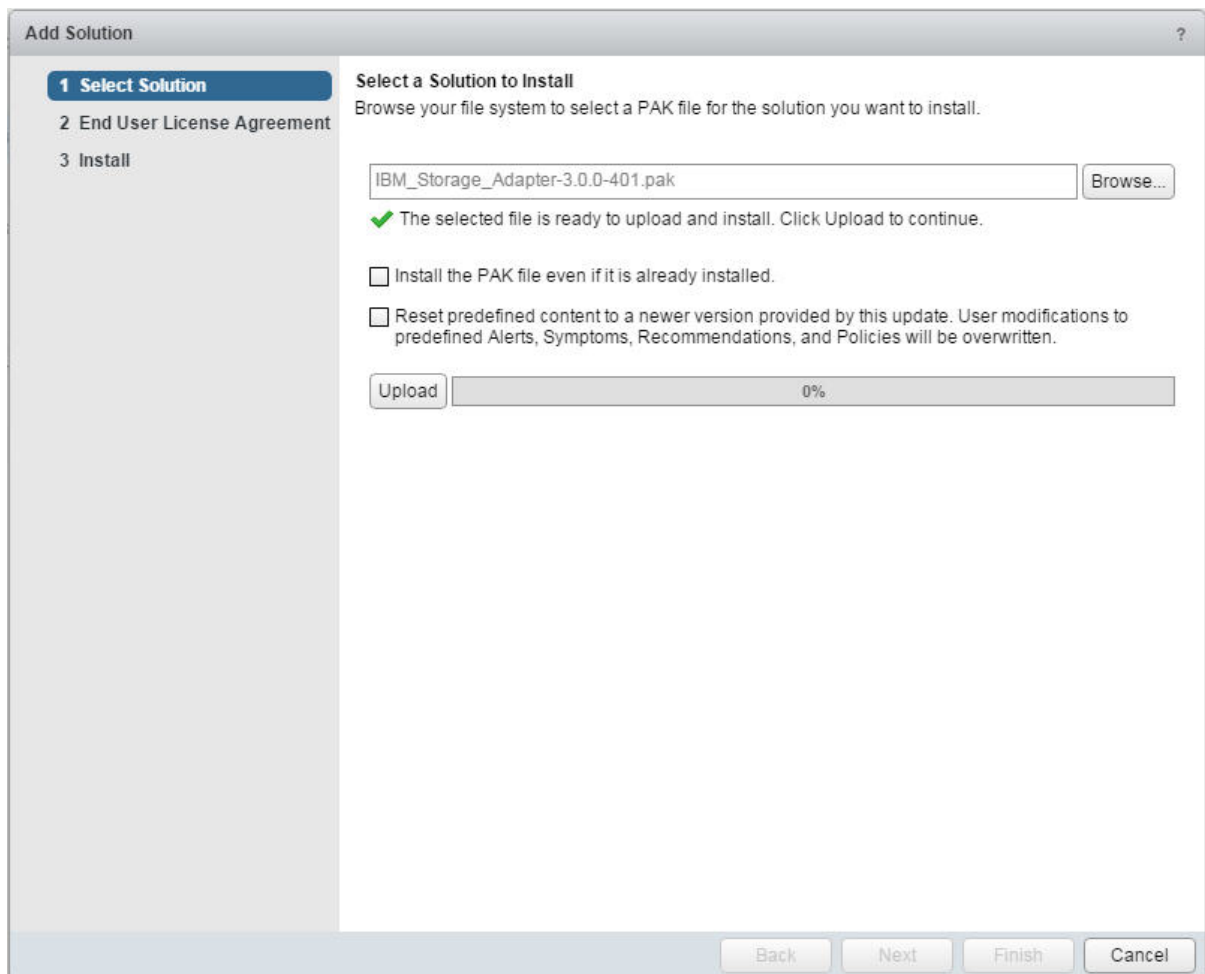 Add Solution ?
1 Select Solution
2 End User License Agreement
3 Install
Select a Solution to Install
Browse your file system to select a PAK file for the solution you want to install.
IBM_Storage_Adapter-3.0.0-401.pak Browse...
The selected file is ready to upload and install. Click Upload to continue.
Install the PAK file even if it is already installed.
Reset predefined content to a newer version provided by this update. User modifications to
predefined Alerts, Symptoms, Recommendations, and Policies will be overwritten.
Upload 0%
Back Next Finish Cancel